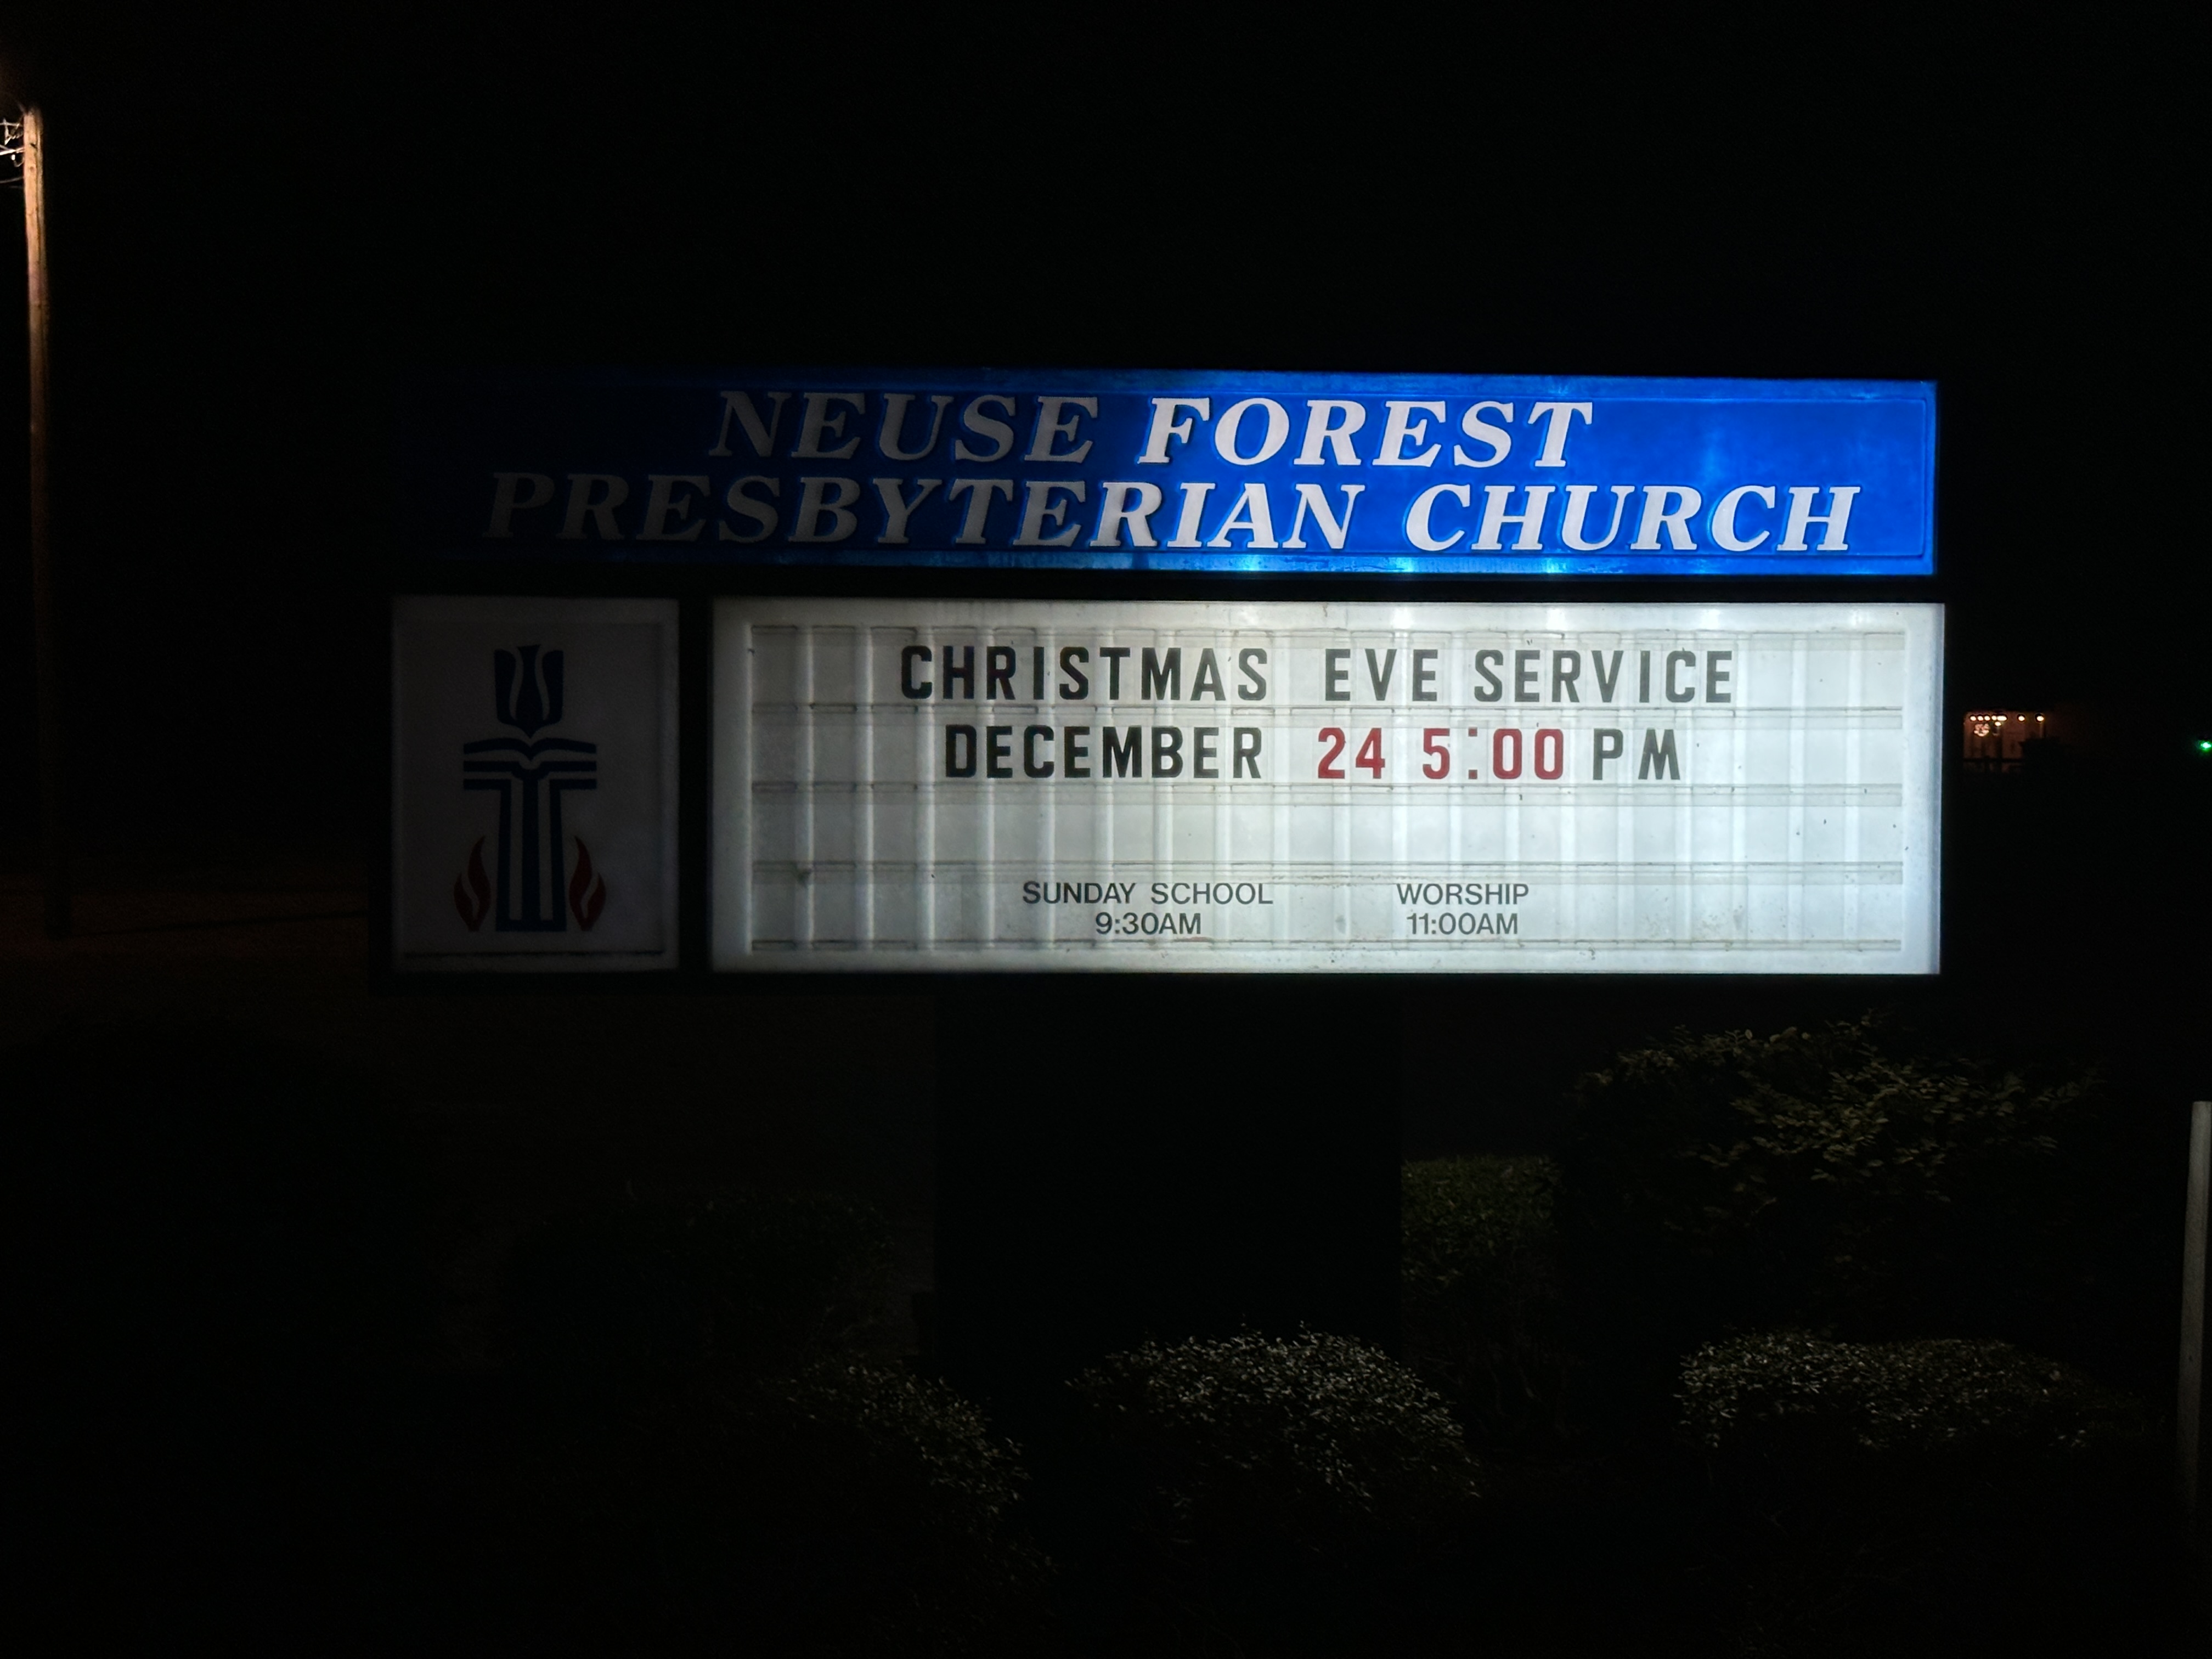 NEUSE FOREST
PRESBYTERIAN CHURCH
CHRISTMAS EVE SERVICE
DECEMBER 24 5:00 PM
SUNDAY SCHOOL WORSHIP
9:30AM 11:00AM